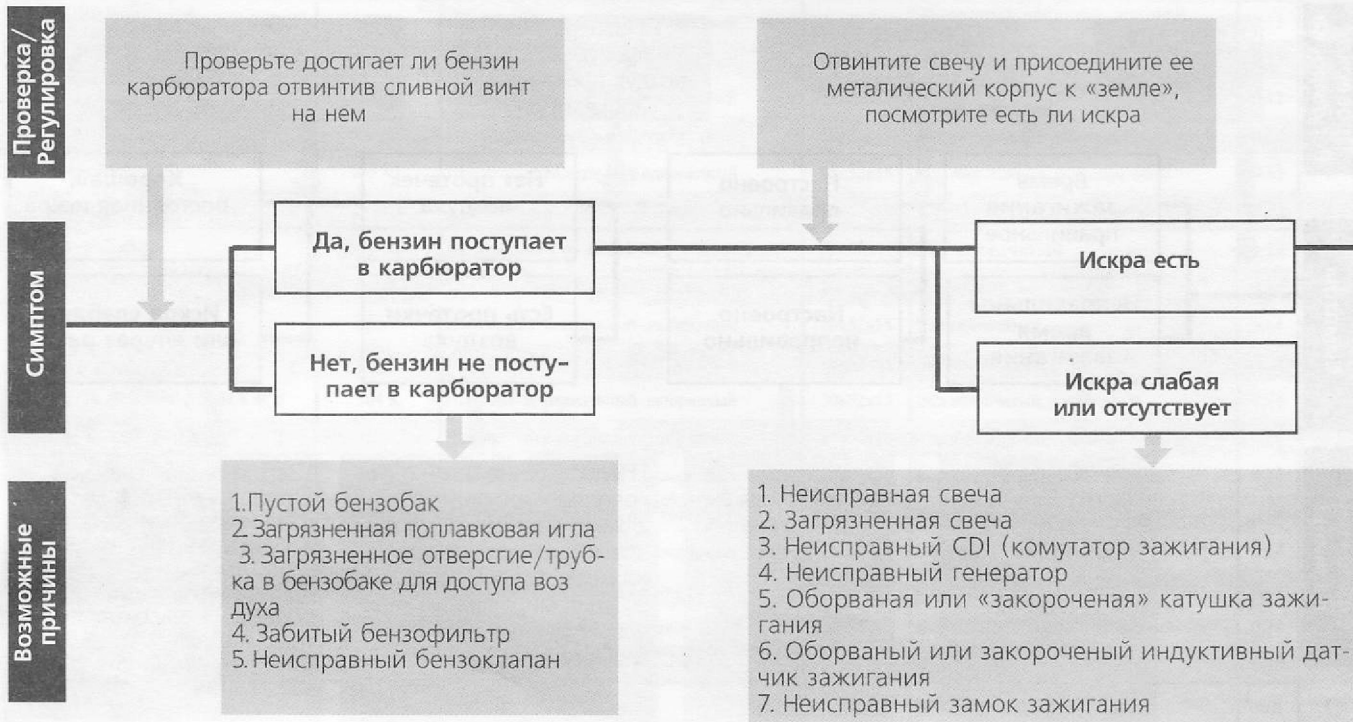 Проверка/
Регулировка
Проверьте достигает ли бензин
карбюратора отвинтив сливной винт
на нем
Отвинтите свечу и присоедините ее
металический корпус к «земле»,
посмотрите есть ли искра
Симптом
Да, бензин поступает
в карбюратор
Нет, бензин не посту-
пает в карбюратор
Искра есть
Искра слабая
или отсутствует
Возможные
причины
1.Пустой бензобак
2. Загрязненная поплавковая игла
3. Загрязненное отверстие/труб-
ка в бензобаке для доступа воз
духа
4. Забитый бензофильтр
5. Неисправный бензоклапан
1. Неисправная свеча
2. Загрязненная свеча
3. Неисправный CDI (комутатор зажигания)
4. Неисправный генератор
5. Оборваная или «закороченая» катушка зажи-
гания
6. Оборваный или закороченый индуктивный дат-
чик зажигания
7. Неисправный замок зажигания